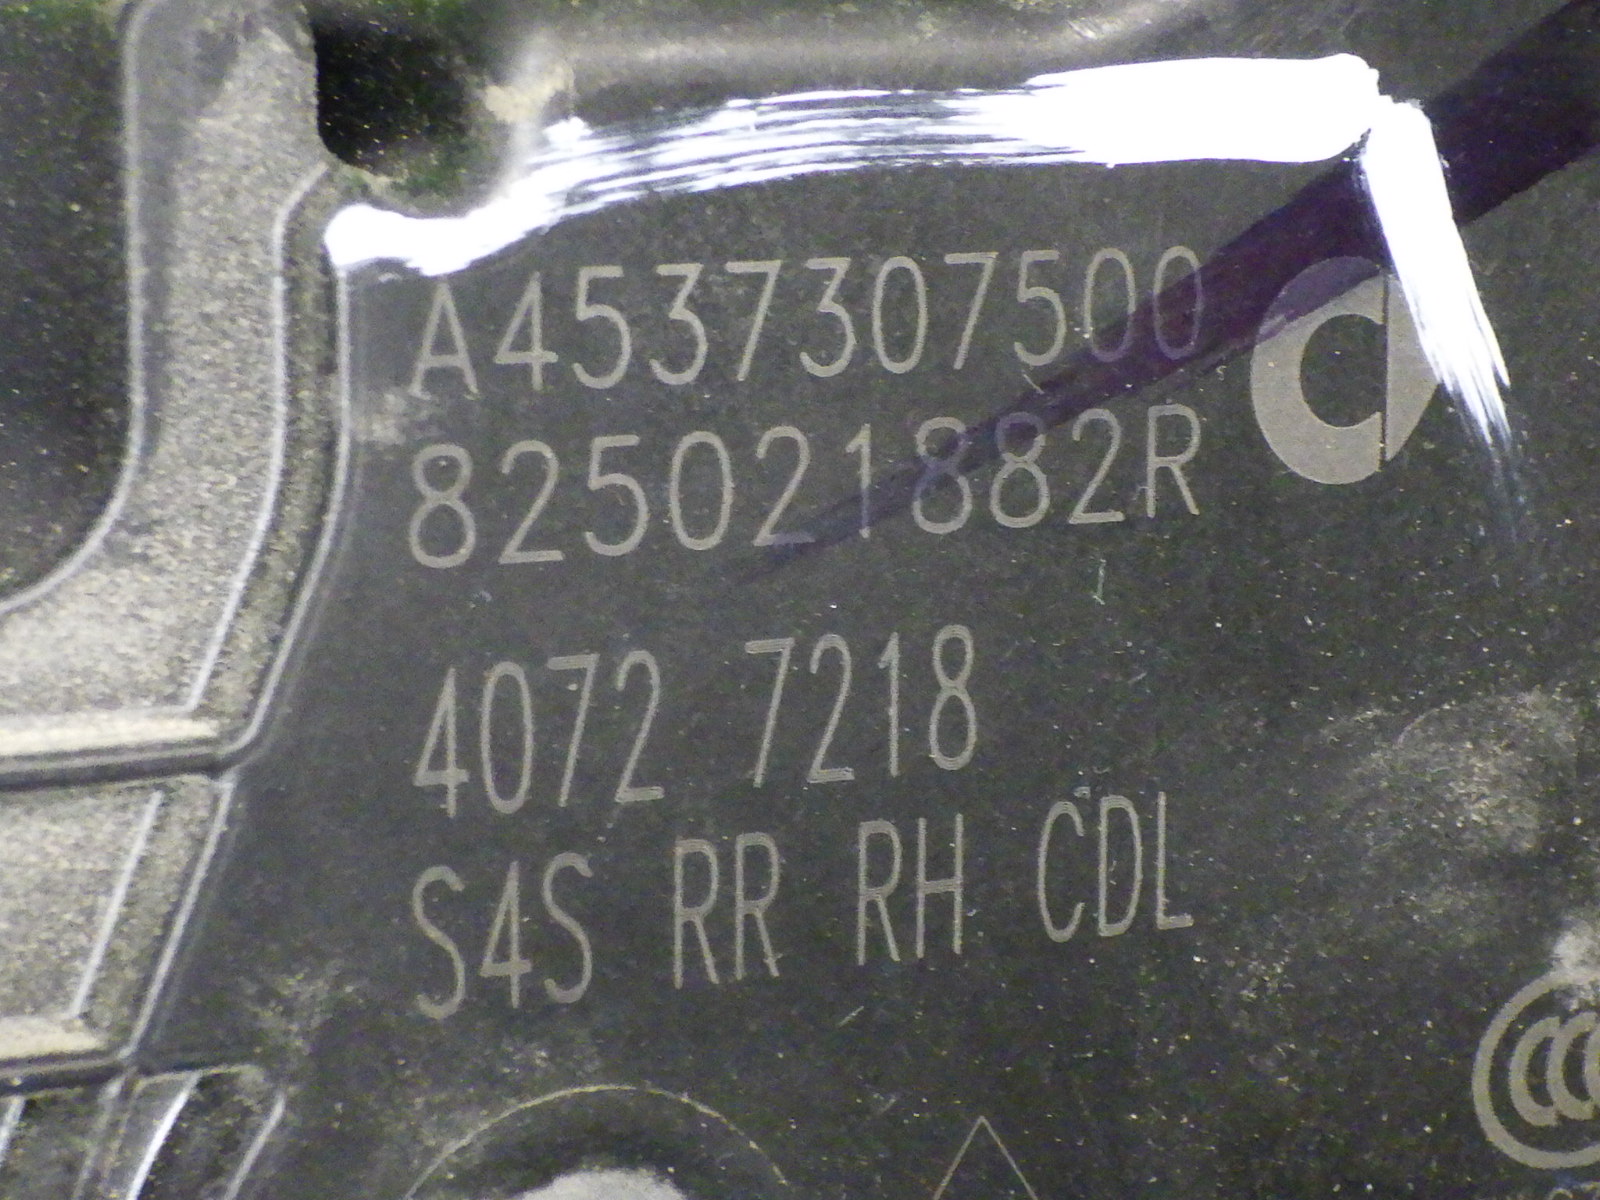 A4537307500
825021882R
4072 7218
S4S RR RH CDL